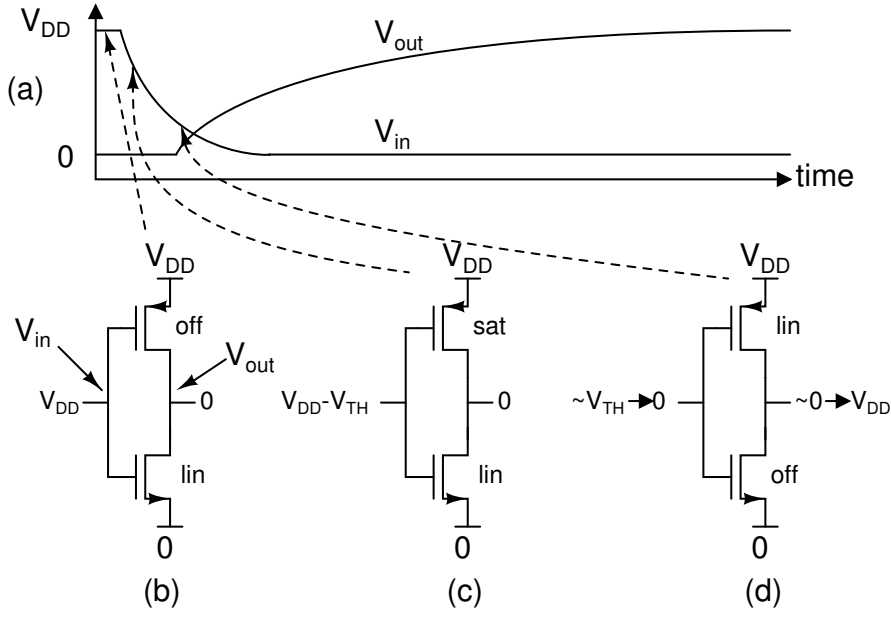 V_DD
V_out
(a)
V_in
0
time
V_DD V_DD V_DD
off sat lin
V_in
V_out
V_DD 0 V_DD-V_TH 0 ~V_TH 0 ~0 V_DD
lin lin off
0 0 0
(b) (c) (d)